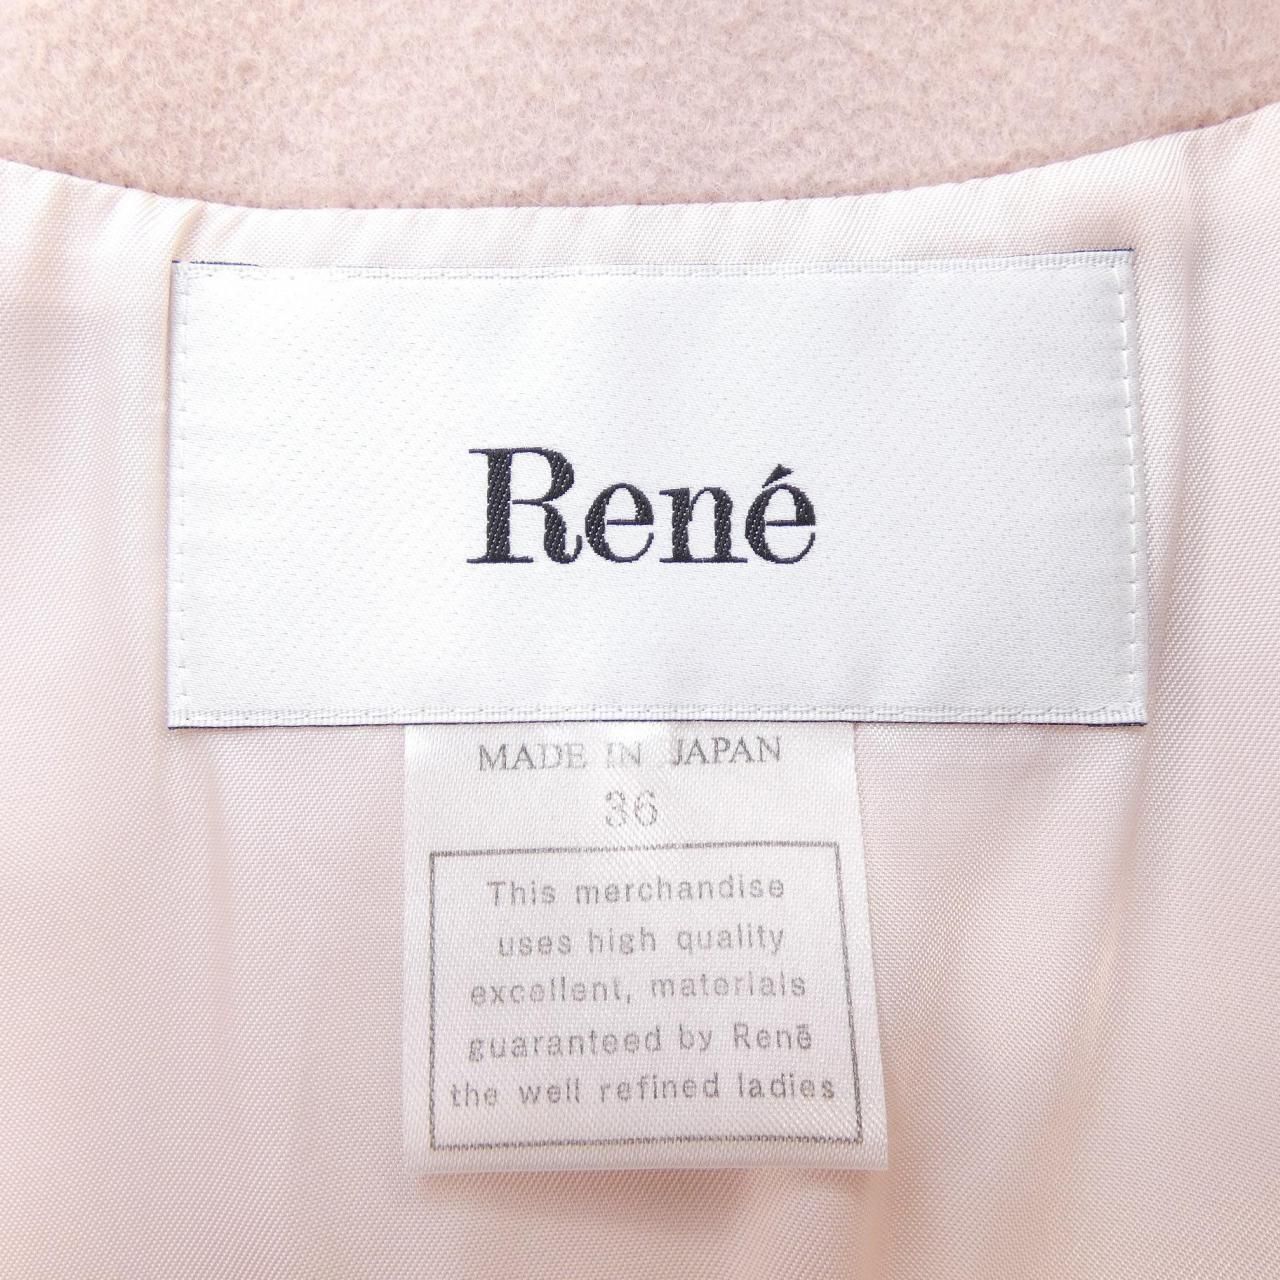 René
MADE IN JAPAN
36
This merchandise
uses high quality
excellent, materials
guaranteed by Renē
the well refined ladies